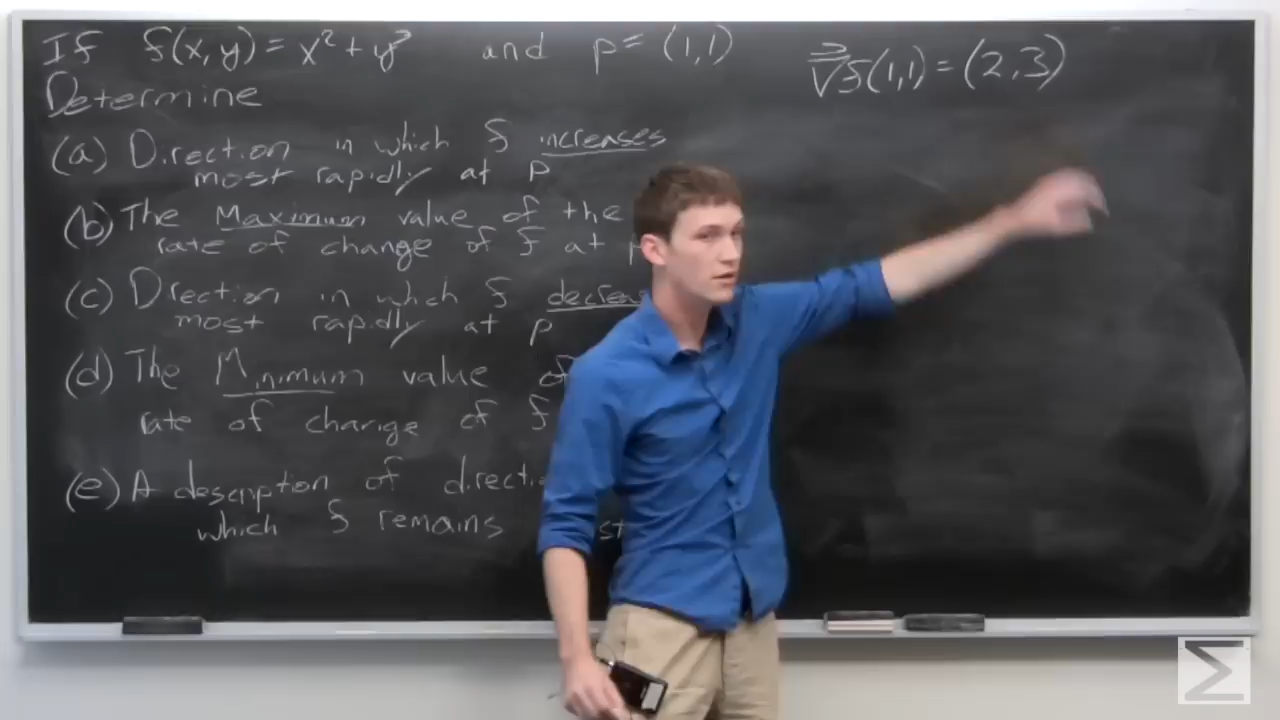 If f(x,y) = x² + y³ and p = (1,1)
∇f(1,1) = (2,3)
Determine
(a) Direction in which f increases
most rapidly at p
(b) The Maximum value of the
rate of change of f at
(c) Direction in which f
most rapidly at p
(d) The Minimum value of
rate of change of f
(e) A description of
which f remains
Σ